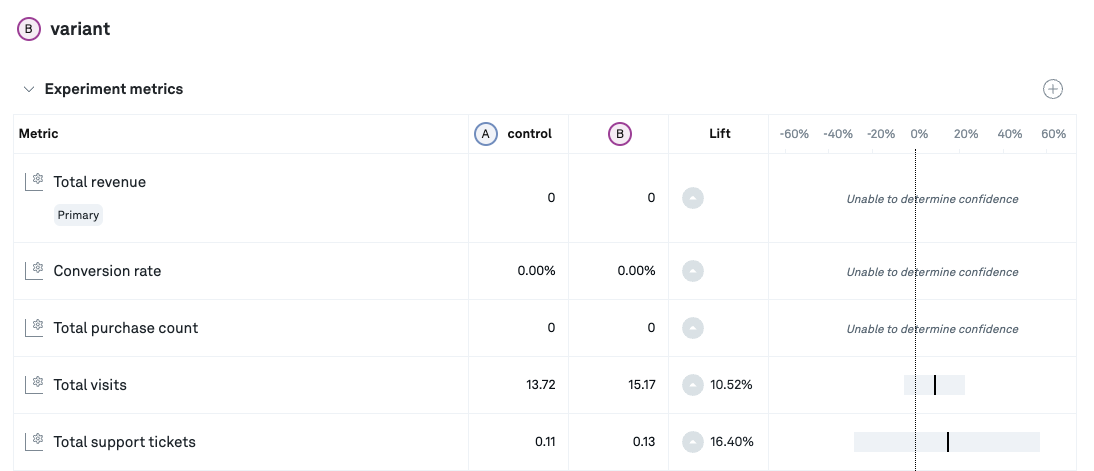 B variant
Experiment metrics
Metric A control B Lift -60% -40% -20% 0% 20% 40% 60%
Total revenue 0 0 Unable to determine confidence
Primary
Conversion rate 0.00% 0.00% Unable to determine confidence
Total purchase count 0 0 Unable to determine confidence
Total visits 13.72 15.17 10.52%
Total support tickets 0.11 0.13 16.40%